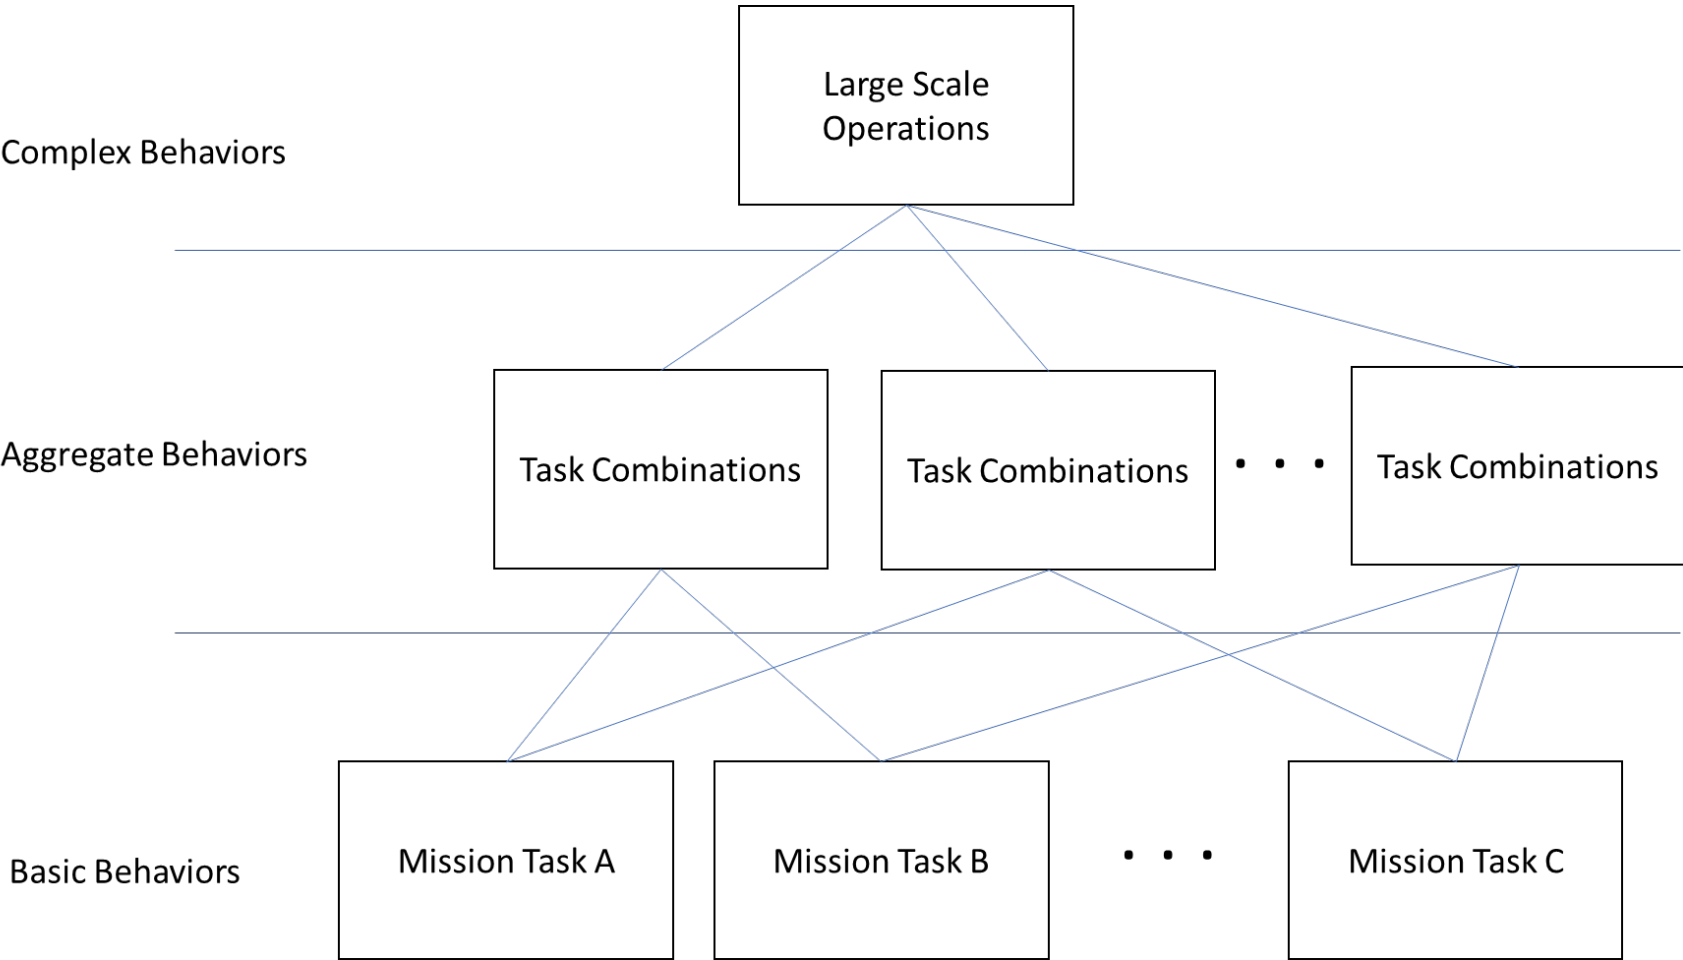 Large Scale
Operations
Complex Behaviors
Aggregate Behaviors
Task Combinations
Task Combinations
. . .
Task Combinations
Basic Behaviors
Mission Task A
Mission Task B
. . .
Mission Task C